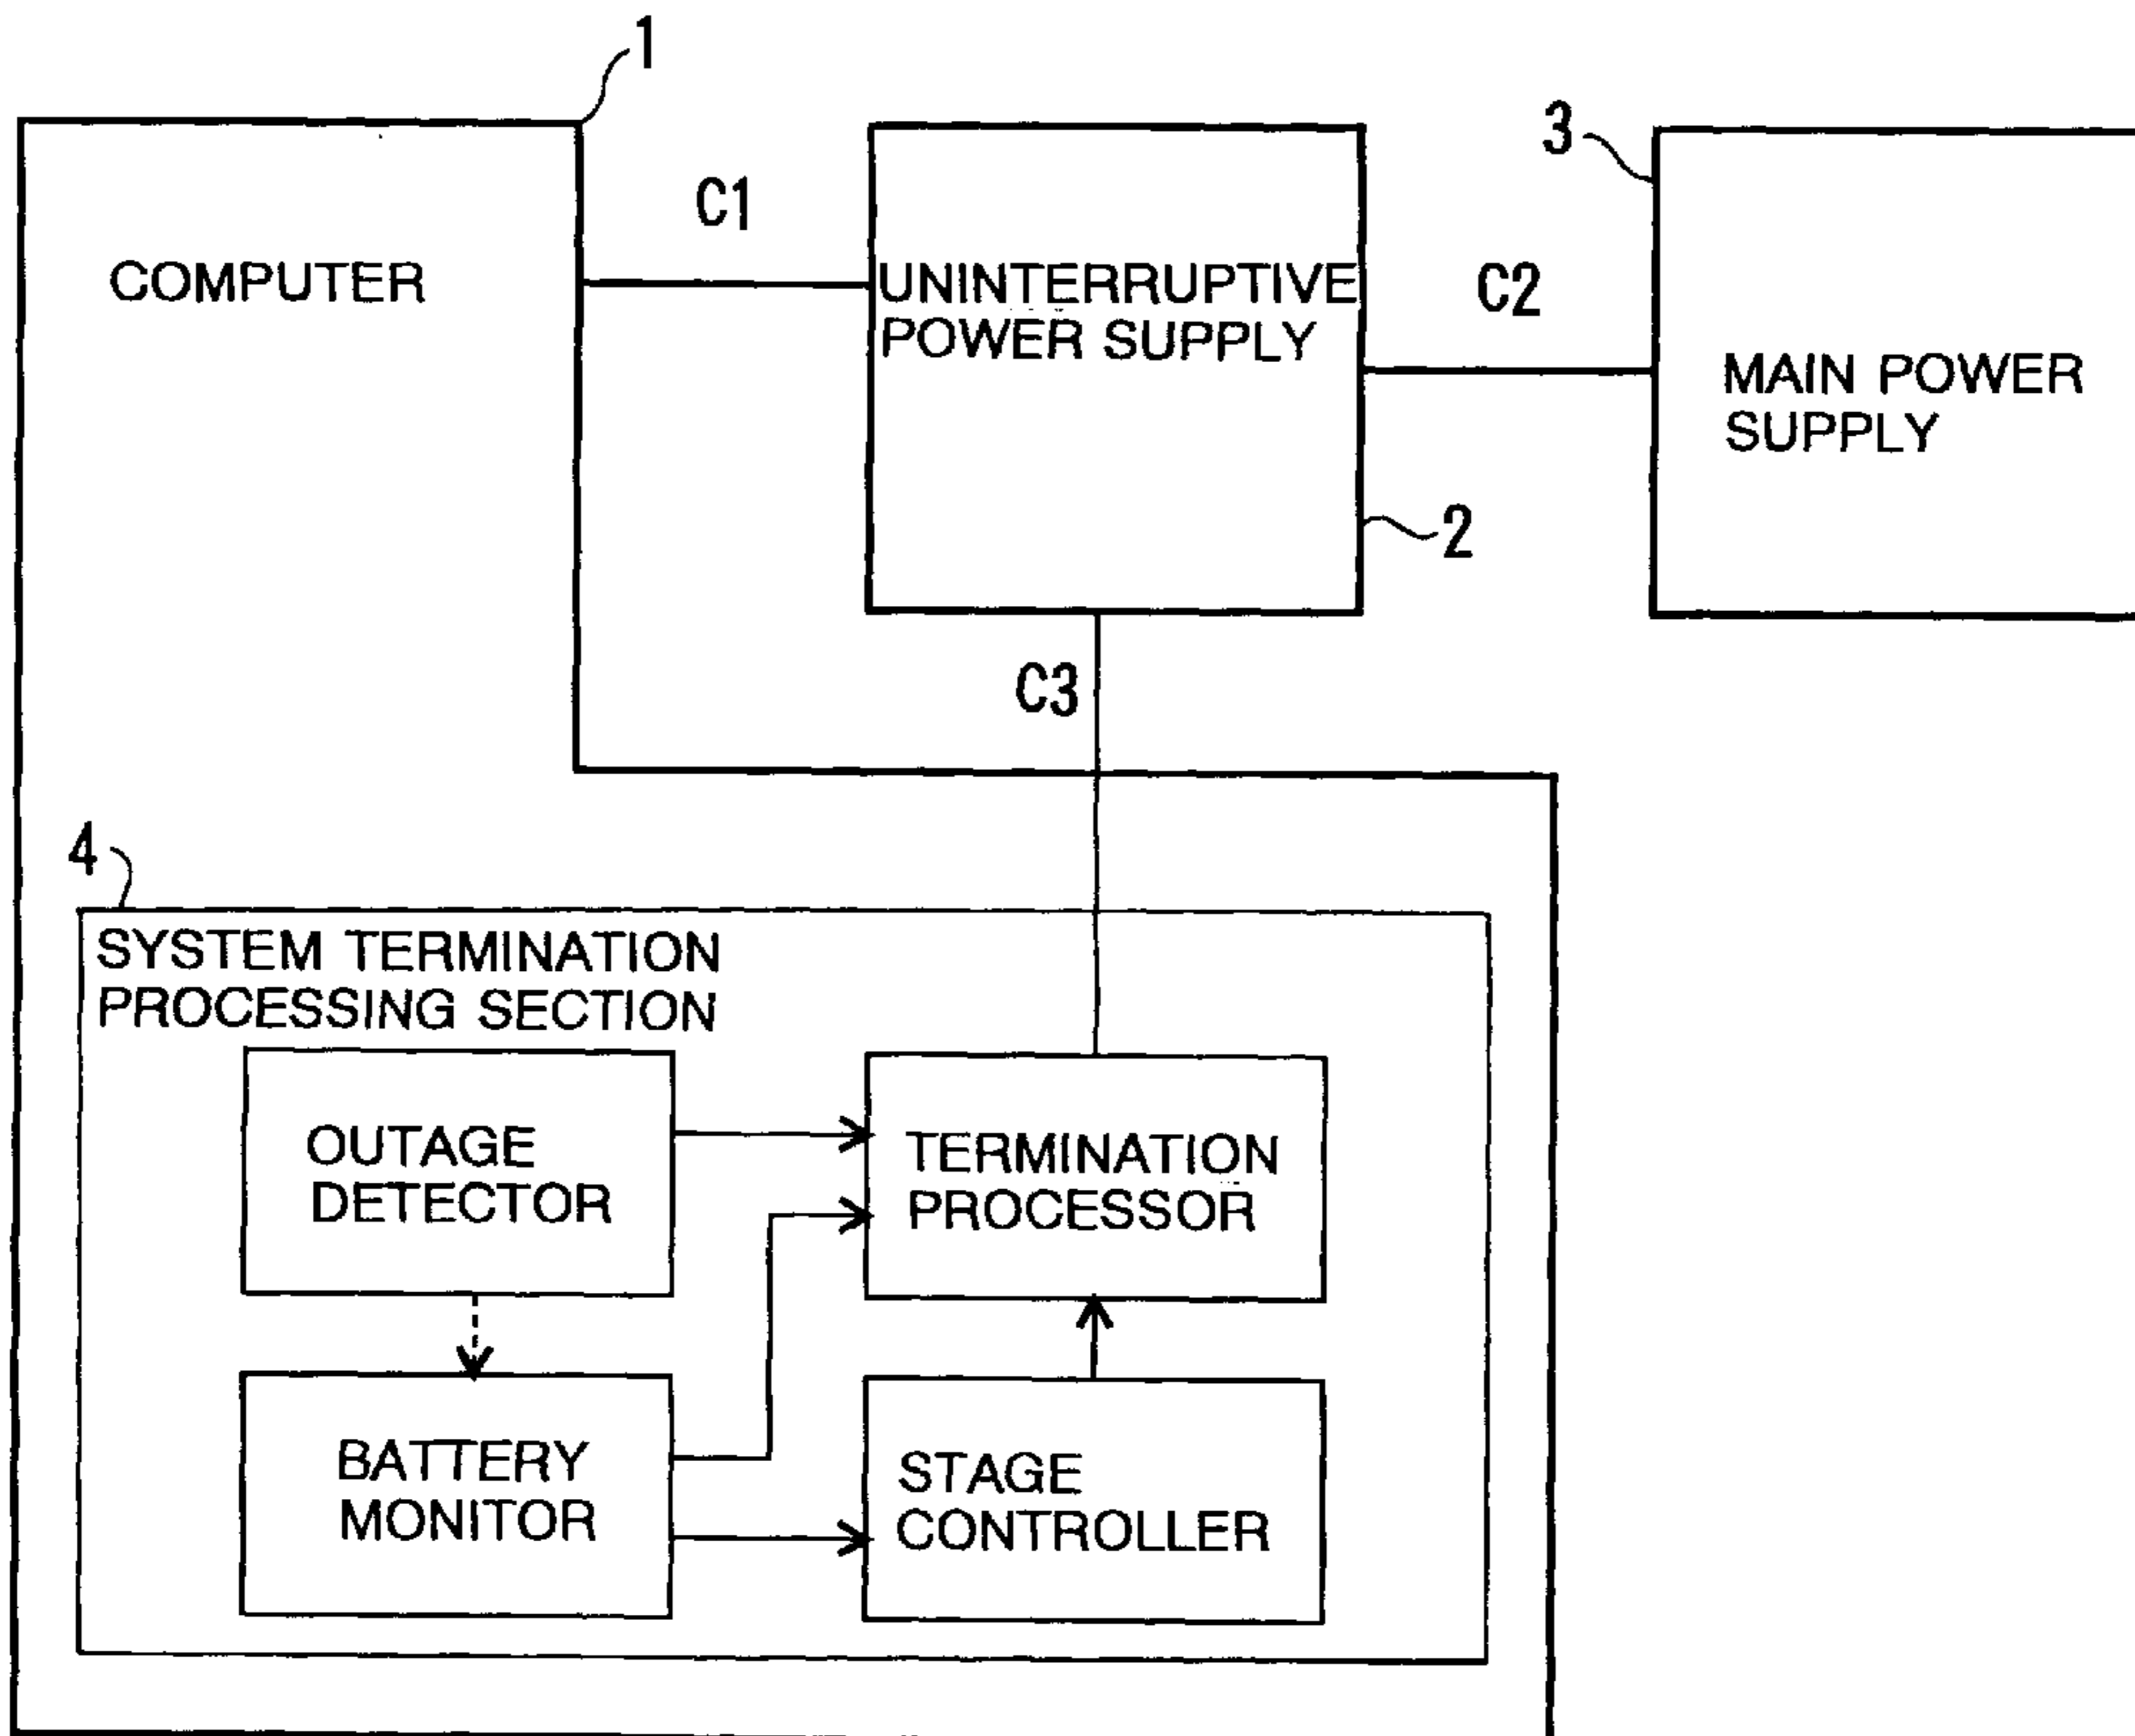 1
3
C1
COMPUTER
UNINTERRUPTIVE
POWER SUPPLY
C2
MAIN POWER
SUPPLY
2
C3
4
SYSTEM TERMINATION
PROCESSING SECTION
OUTAGE
DETECTOR
TERMINATION
PROCESSOR
BATTERY
MONITOR
STAGE
CONTROLLER